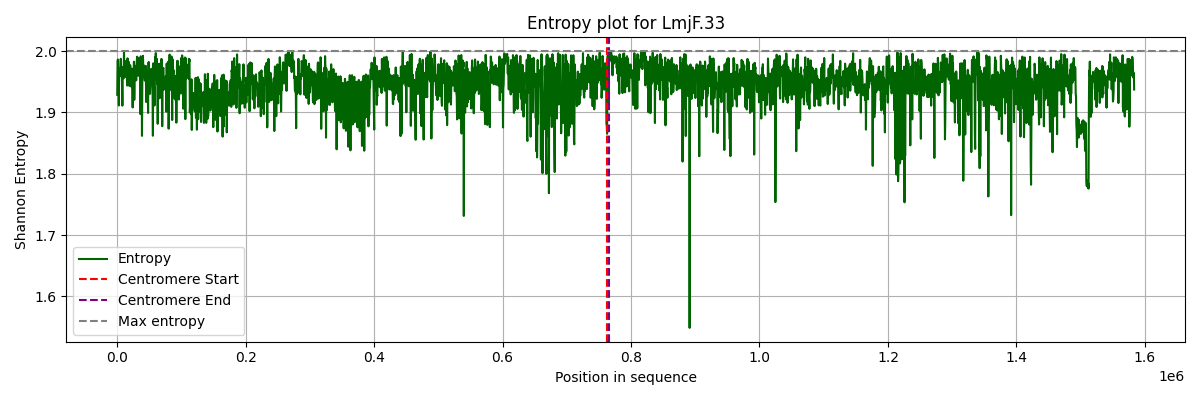 Entropy plot for LmjF.33
2.0
1.9
1.8
1.7
1.6
Shannon Entropy
Entropy
Centromere Start
Centromere End
Max entropy
0.0 0.2 0.4 0.6 0.8 1.0 1.2 1.4 1.6
1e6
Position in sequence